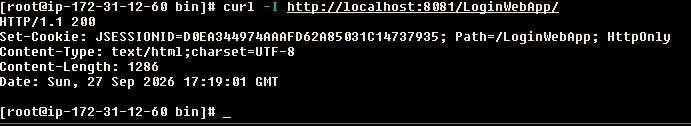 [root@ip-172-31-12-60 bin]# curl -I http://localhost:8081/LoginWebApp/
HTTP/1.1 200
Set-Cookie: JSESSIONID=D0EA344974AAAFD62A85031C14737935; Path=/LoginWebApp; HttpOnly
Content-Type: text/html;charset=UTF-8
Content-Length: 1286
Date: Sun, 27 Sep 2026 17:19:01 GMT
[root@ip-172-31-12-60 bin]# _